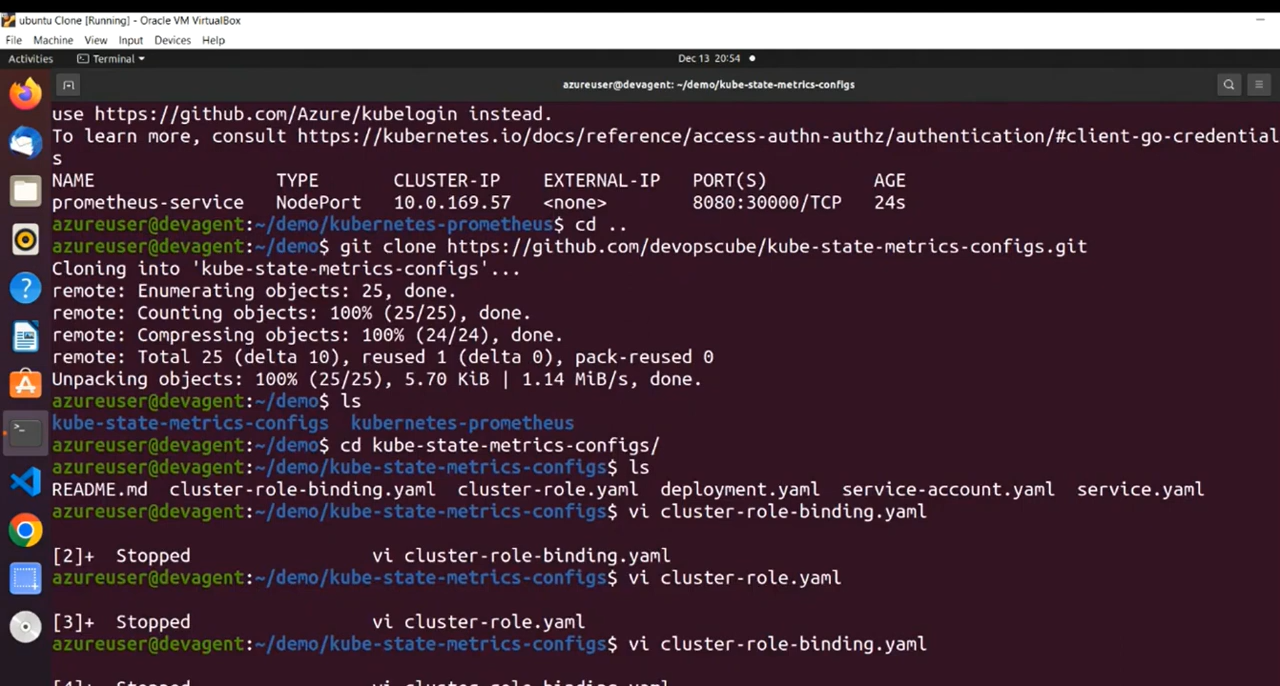 ubuntu Clone [Running] - Oracle VM VirtualBox
File Machine View Input Devices Help
Activities Terminal Dec 13 20:54
azureuser@devagent: ~/demo/kube-state-metrics-configs
use https://github.com/Azure/kubelogin instead.
To learn more, consult https://kubernetes.io/docs/reference/access-authn-authz/authentication/#client-go-credential
s
NAME TYPE CLUSTER-IP EXTERNAL-IP PORT(S) AGE
prometheus-service NodePort 10.0.169.57 <none> 8080:30000/TCP 24s
azureuser@devagent:~/demo/kubernetes-prometheus$ cd ..
azureuser@devagent:~/demo$ git clone https://github.com/devopscube/kube-state-metrics-configs.git
Cloning into 'kube-state-metrics-configs'...
remote: Enumerating objects: 25, done.
remote: Counting objects: 100% (25/25), done.
remote: Compressing objects: 100% (24/24), done.
remote: Total 25 (delta 10), reused 1 (delta 0), pack-reused 0
Unpacking objects: 100% (25/25), 5.70 KiB | 1.14 MiB/s, done.
azureuser@devagent:~/demo$ ls
kube-state-metrics-configs kubernetes-prometheus
azureuser@devagent:~/demo$ cd kube-state-metrics-configs/
azureuser@devagent:~/demo/kube-state-metrics-configs$ ls
README.md cluster-role-binding.yaml cluster-role.yaml deployment.yaml service-account.yaml service.yaml
azureuser@devagent:~/demo/kube-state-metrics-configs$ vi cluster-role-binding.yaml
[2]+ Stopped vi cluster-role-binding.yaml
azureuser@devagent:~/demo/kube-state-metrics-configs$ vi cluster-role.yaml
[3]+ Stopped vi cluster-role.yaml
azureuser@devagent:~/demo/kube-state-metrics-configs$ vi cluster-role-binding.yaml
[4]+ Stopped vi cluster-role-binding.yaml